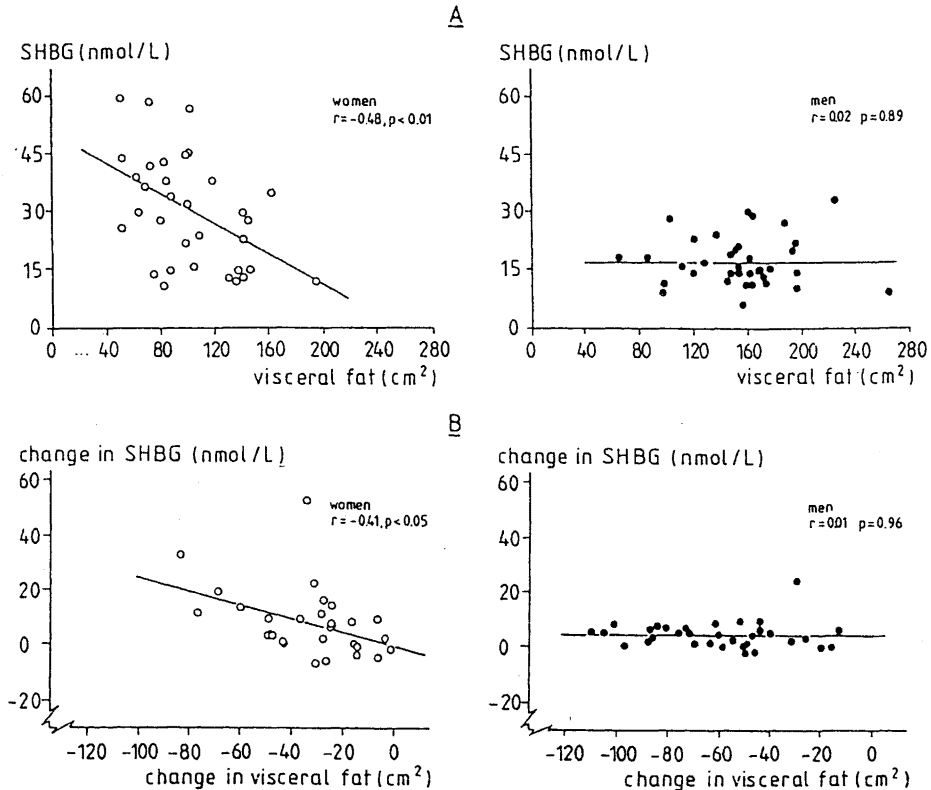 A
SHBG (nmol/L)
60
45
30
15
0
women
r=-0.48, p<0.01
0 ... 40 80 120 160 200 240 280
visceral fat (cm²)
SHBG (nmol/L)
60
45
30
15
0
men
r=0.02 p=0.89
0 40 80 120 160 200 240 280
visceral fat (cm²)
B
change in SHBG (nmol/L)
60
40
20
0
-20
women
r=-0.41, p<0.05
-120 -100 -80 -60 -40 -20 0
change in visceral fat (cm²)
change in SHBG (nmol/L)
60
40
20
0
-20
men
r=0.01 p=0.96
-120 -100 -80 -60 -40 -20 0
change in visceral fat (cm²)